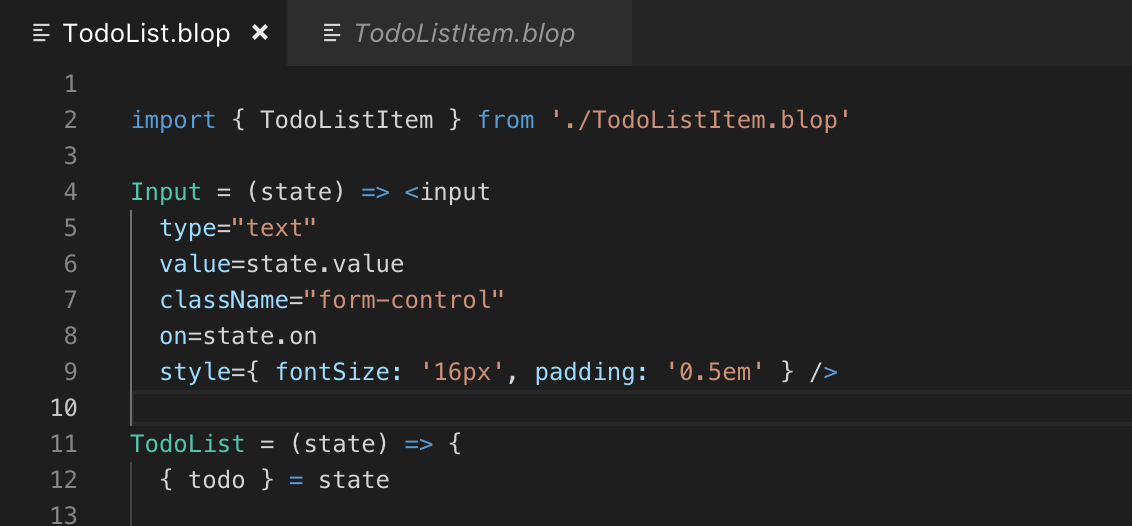 TodoList.blop × TodoListItem.blop
1
2 import { TodoListItem } from './TodoListItem.blop'
3
4 Input = (state) => <input
5 type="text"
6 value=state.value
7 className="form-control"
8 on=state.on
9 style={ fontSize: '16px', padding: '0.5em' } />
10
11 TodoList = (state) => {
12 { todo } = state
13